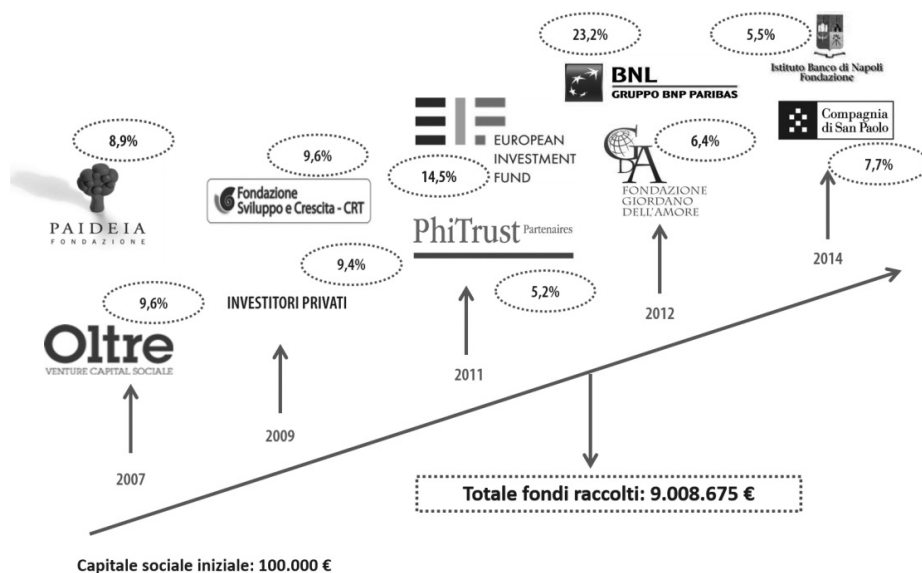 8,9%
PAIDEIA
FONDAZIONE
9,6%
Oltre
VENTURE CAPITAL SOCIALE
2007
9,6%
Fondazione
Sviluppo e Crescita - CRT
9,4%
INVESTITORI PRIVATI
2009
EIF
EUROPEAN
INVESTMENT
FUND
14,5%
PhiTrust Partenaires
5,2%
2011
23,2%
BNL
GRUPPO BNP PARIBAS
6,4%
CDA
FONDAZIONE
GIORDANO
DELL'AMORE
2012
5,5%
Istituto Banco di Napoli
Fondazione
Compagnia
di San Paolo
7,7%
2014
Totale fondi raccolti: 9.008.675 €
Capitale sociale iniziale: 100.000 €